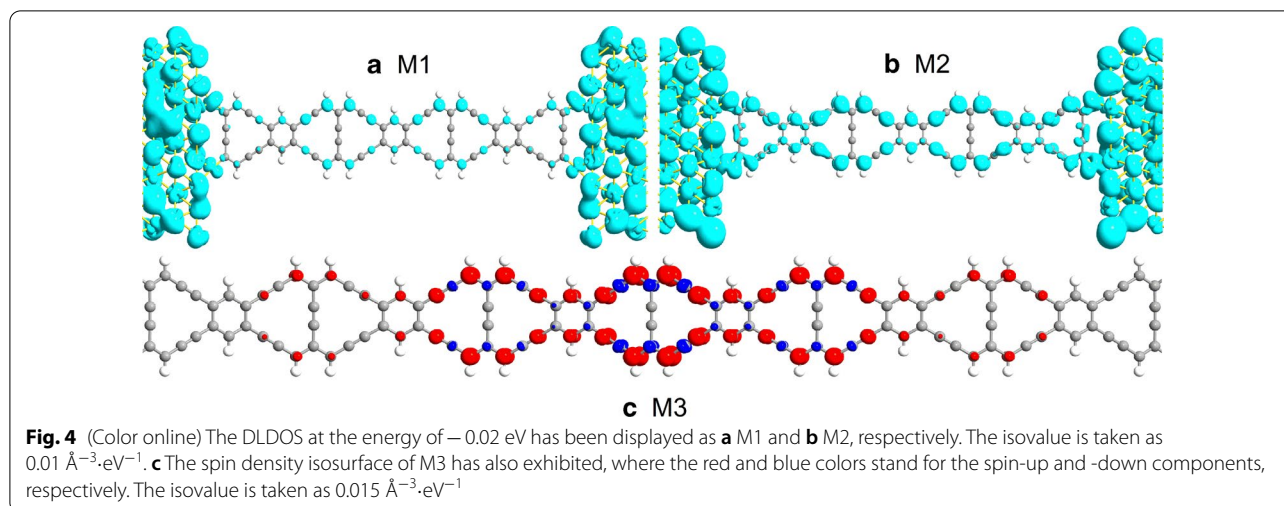 a M1
b M2
c M3
Fig. 4 (Color online) The DLDOS at the energy of − 0.02 eV has been displayed as a M1 and b M2, respectively. The isovalue is taken as
0.01 Å⁻³·eV⁻¹. c The spin density isosurface of M3 has also exhibited, where the red and blue colors stand for the spin-up and -down components,
respectively. The isovalue is taken as 0.015 Å⁻³·eV⁻¹